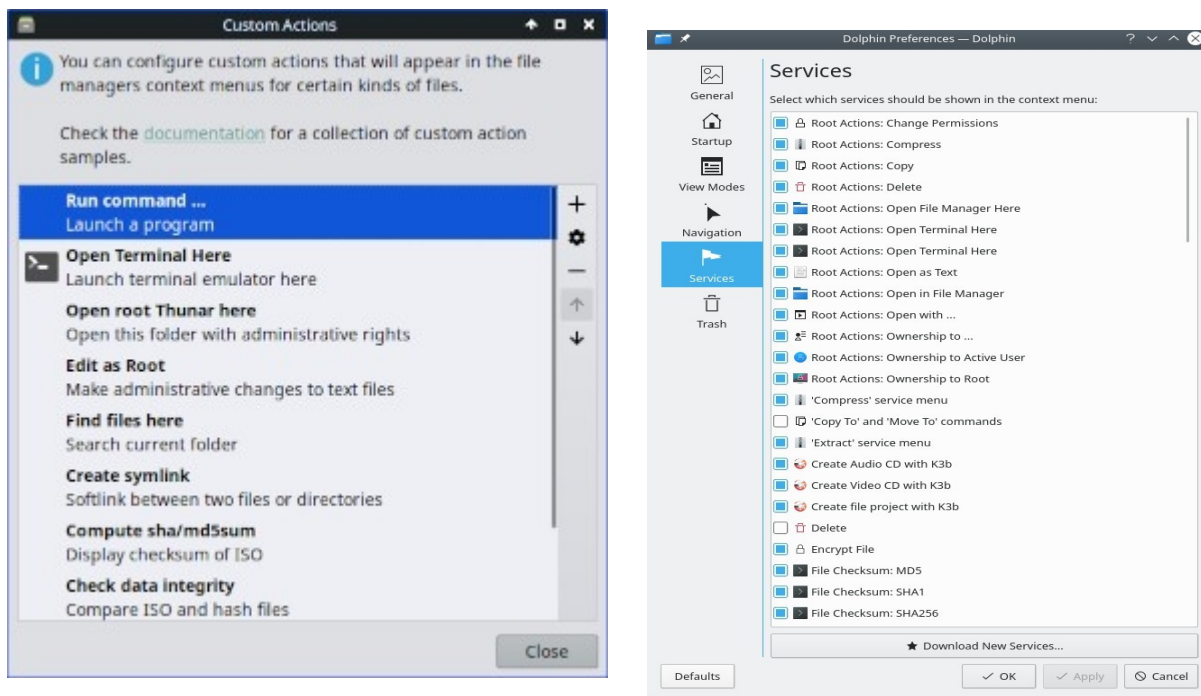 Custom Actions
You can configure custom actions that will appear in the file
managers context menus for certain kinds of files.
Check the documentation for a collection of custom action
samples.
Run command ...
Launch a program
Open Terminal Here
Launch terminal emulator here
Open root Thunar here
Open this folder with administrative rights
Edit as Root
Make administrative changes to text files
Find files here
Search current folder
Create symlink
Softlink between two files or directories
Compute sha/md5sum
Display checksum of ISO
Check data integrity
Compare ISO and hash files
Close
Dolphin Preferences — Dolphin
General
Startup
View Modes
Navigation
Services
Trash
Services
Select which services should be shown in the context menu:
Root Actions: Change Permissions
Root Actions: Compress
Root Actions: Copy
Root Actions: Delete
Root Actions: Open File Manager Here
Root Actions: Open Terminal Here
Root Actions: Open Terminal Here
Root Actions: Open as Text
Root Actions: Open in File Manager
Root Actions: Open with ...
Root Actions: Ownership to ...
Root Actions: Ownership to Active User
Root Actions: Ownership to Root
'Compress' service menu
'Copy To' and 'Move To' commands
'Extract' service menu
Create Audio CD with K3b
Create Video CD with K3b
Create file project with K3b
Delete
Encrypt File
File Checksum: MD5
File Checksum: SHA1
File Checksum: SHA256
Download New Services...
Defaults
OK
Apply
Cancel